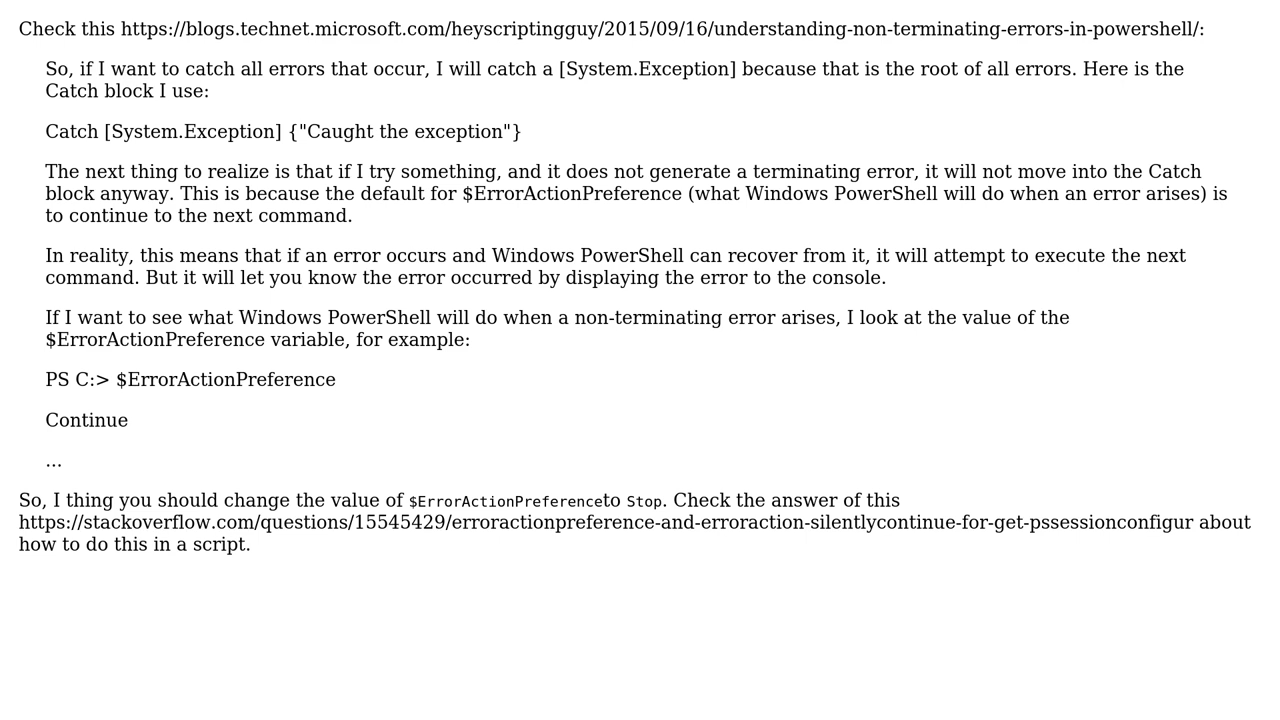 Check this https://blogs.technet.microsoft.com/heyscriptingguy/2015/09/16/understanding-non-terminating-errors-in-powershell/:
So, if I want to catch all errors that occur, I will catch a [System.Exception] because that is the root of all errors. Here is the
Catch block I use:
Catch [System.Exception] {"Caught the exception"}
The next thing to realize is that if I try something, and it does not generate a terminating error, it will not move into the Catch
block anyway. This is because the default for $ErrorActionPreference (what Windows PowerShell will do when an error arises) is
to continue to the next command.
In reality, this means that if an error occurs and Windows PowerShell can recover from it, it will attempt to execute the next
command. But it will let you know the error occurred by displaying the error to the console.
If I want to see what Windows PowerShell will do when a non-terminating error arises, I look at the value of the
$ErrorActionPreference variable, for example:
PS C:> $ErrorActionPreference
Continue
...
So, I thing you should change the value of $ErrorActionPreferenceto Stop. Check the answer of this
https://stackoverflow.com/questions/15545429/erroractionpreference-and-erroraction-silentlycontinue-for-get-pssessionconfigur about
how to do this in a script.